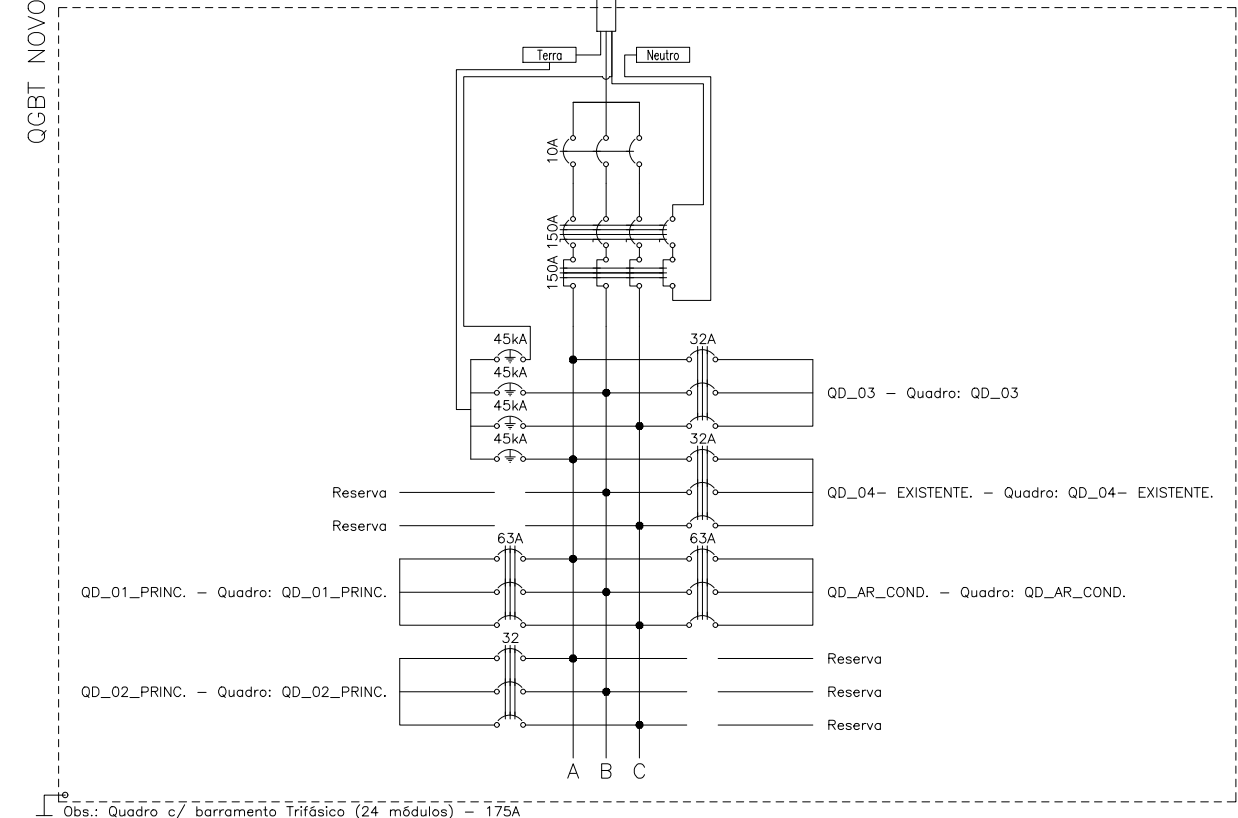 QGBT NOVO
Terra
Neutro
10A
150A
150A
45kA
32A
45kA
QD_03 - Quadro: QD_03
45kA
45kA
32A
Reserva
QD_04- EXISTENTE. - Quadro: QD_04- EXISTENTE.
Reserva
63A
63A
QD_01_PRINC. - Quadro: QD_01_PRINC.
QD_AR_COND. - Quadro: QD_AR_COND.
32
Reserva
QD_02_PRINC. - Quadro: QD_02_PRINC.
Reserva
Reserva
A B C
Obs.: Quadro c/ barramento Trifásico (24 módulos) - 175A